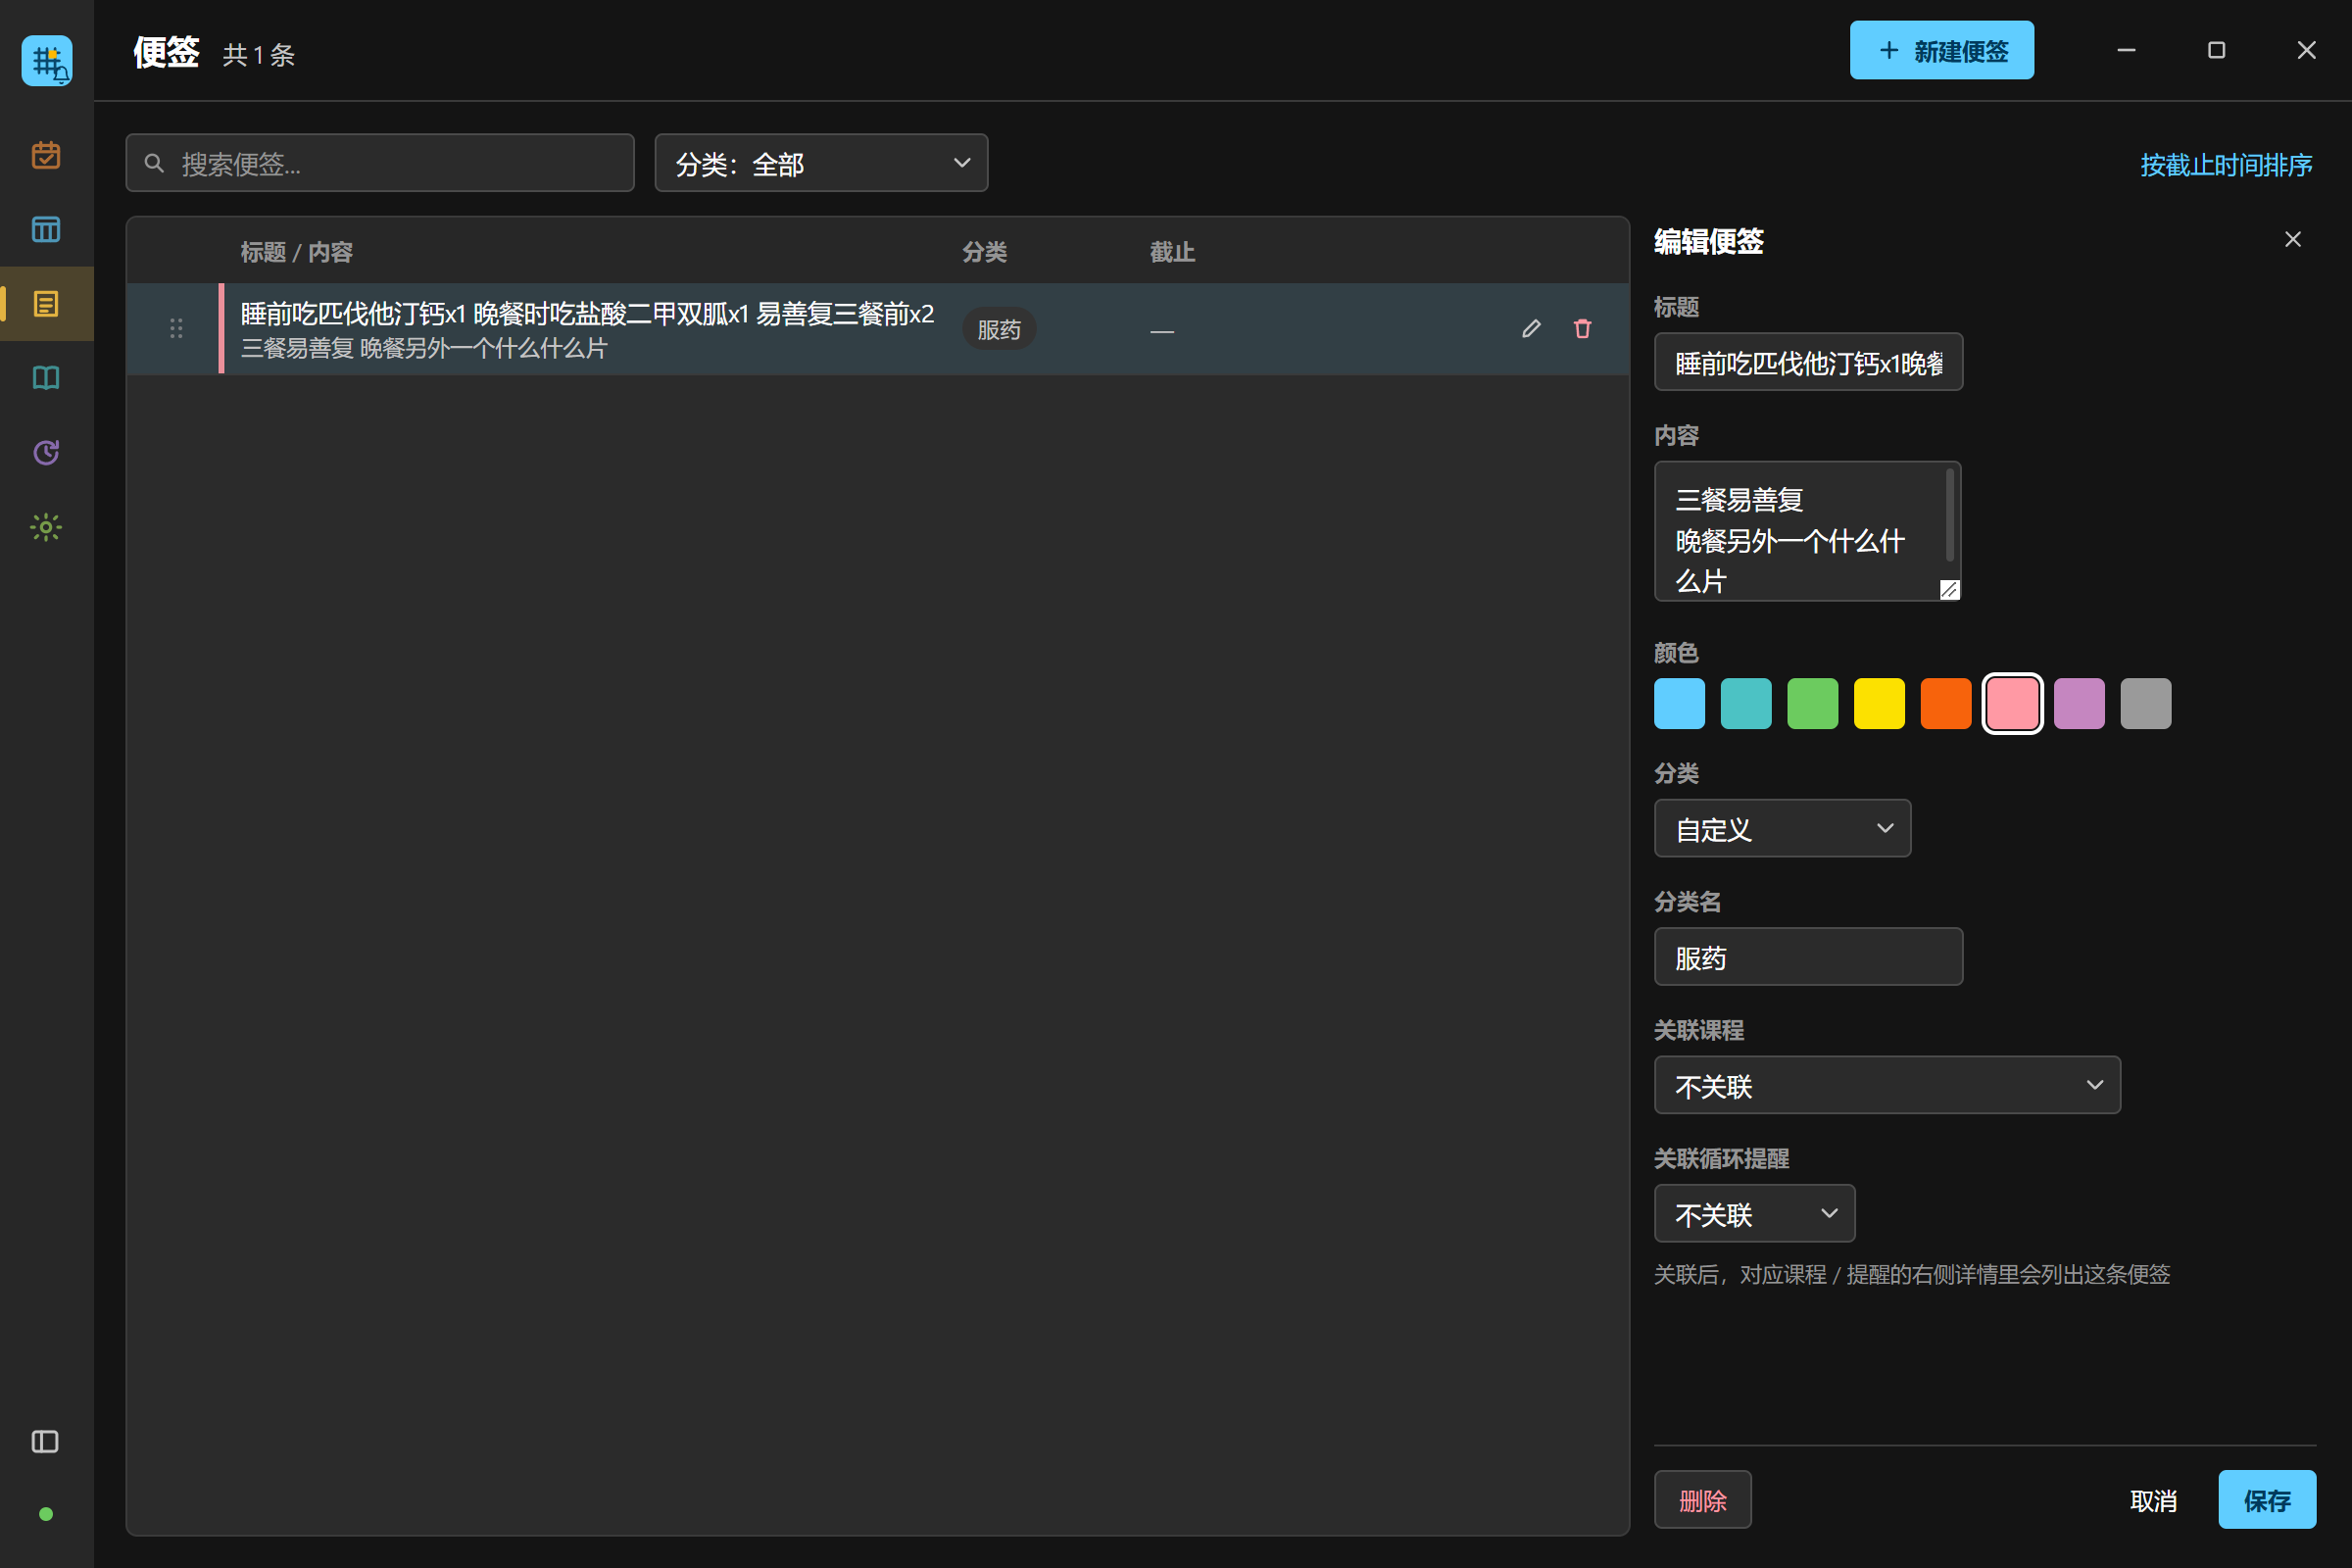 便签 共 1 条
新建便签
搜索便签...
分类：全部
按截止时间排序
标题 / 内容 分类 截止
睡前吃匹伐他汀钙x1 晚餐时吃盐酸二甲双胍x1 易善复三餐前x2
三餐易善复 晚餐另外一个什么什么片
服药
—
编辑便签
标题
睡前吃匹伐他汀钙x1晚餐
内容
三餐易善复
晚餐另外一个什么什
么片
颜色
分类
自定义
分类名
服药
关联课程
不关联
关联循环提醒
不关联
关联后，对应课程 / 提醒的右侧详情里会列出这条便签
删除 取消 保存